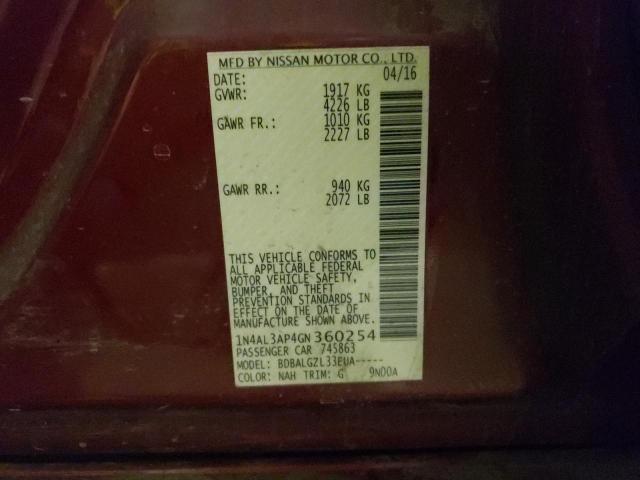 MFD BY NISSAN MOTOR CO., LTD.
DATE: 04/16
GVWR: 1917 KG
4226 LB
GAWR FR.: 1010 KG
2227 LB
GAWR RR.: 940 KG
2072 LB
THIS VEHICLE CONFORMS TO
ALL APPLICABLE FEDERAL
MOTOR VEHICLE SAFETY,
BUMPER, AND THEFT
PREVENTION STANDARDS IN
EFFECT ON THE DATE OF
MANUFACTURE SHOWN ABOVE.
1N4AL3AP4GN360254
PASSENGER CAR 745863
MODEL: BDBALGZL33EUA-----
COLOR: NAH TRIM: G 9N00A